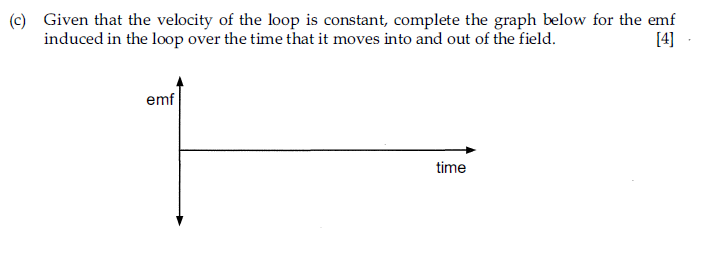 (c) Given that the velocity of the loop is constant, complete the graph below for the emf
induced in the loop over the time that it moves into and out of the field. [4]
emf
time